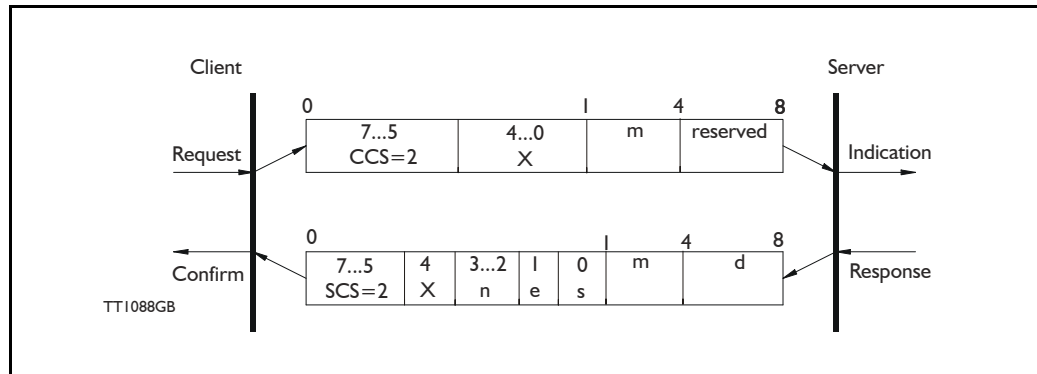 Client Server
0 1 4 8
7...5 4...0 m reserved
CCS=2 X
Request Indication
0 1 4 8
7...5 4 3...2 1 0 m d
SCS=2 X n e s
Confirm Response
TT1088GB